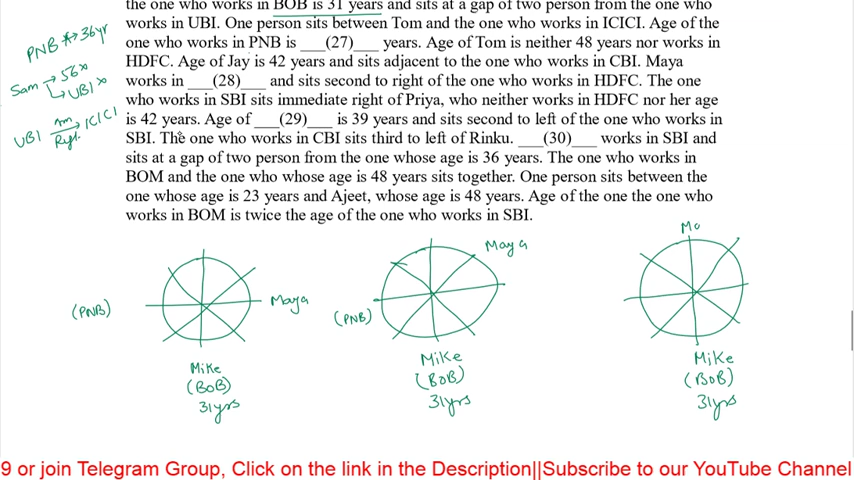 the one who works in BOB is 31 years and sits at a gap of two person from the one who
works in UBI. One person sits between Tom and the one who works in ICICI. Age of the
one who works in PNB is ___(27)___ years. Age of Tom is neither 48 years nor works in
HDFC. Age of Jay is 42 years and sits adjacent to the one who works in CBI. Maya
works in ___(28)___ and sits second to right of the one who works in HDFC. The one
who works in SBI sits immediate right of Priya, who neither works in HDFC nor her age
is 42 years. Age of ___(29)___ is 39 years and sits second to left of the one who works in
SBI. The one who works in CBI sits third to left of Rinku. ___(30)___ works in SBI and
sits at a gap of two person from the one whose age is 36 years. The one who works in
BOM and the one who whose age is 48 years sits together. One person sits between the
one whose age is 23 years and Ajeet, whose age is 48 years. Age of the one the one who
works in BOM is twice the age of the one who works in SBI.
PNB → 36yr
Sam → 56 x
↳ UBI x
UBI → ICICI
(PNB)
Maya
Mike
(BOB)
31yrs
Maya
(PNB)
Mike
(BOB)
31yrs
Ma
Mike
(BOB)
31yrs
9 or join Telegram Group, Click on the link in the Description||Subscribe to our YouTube Channel